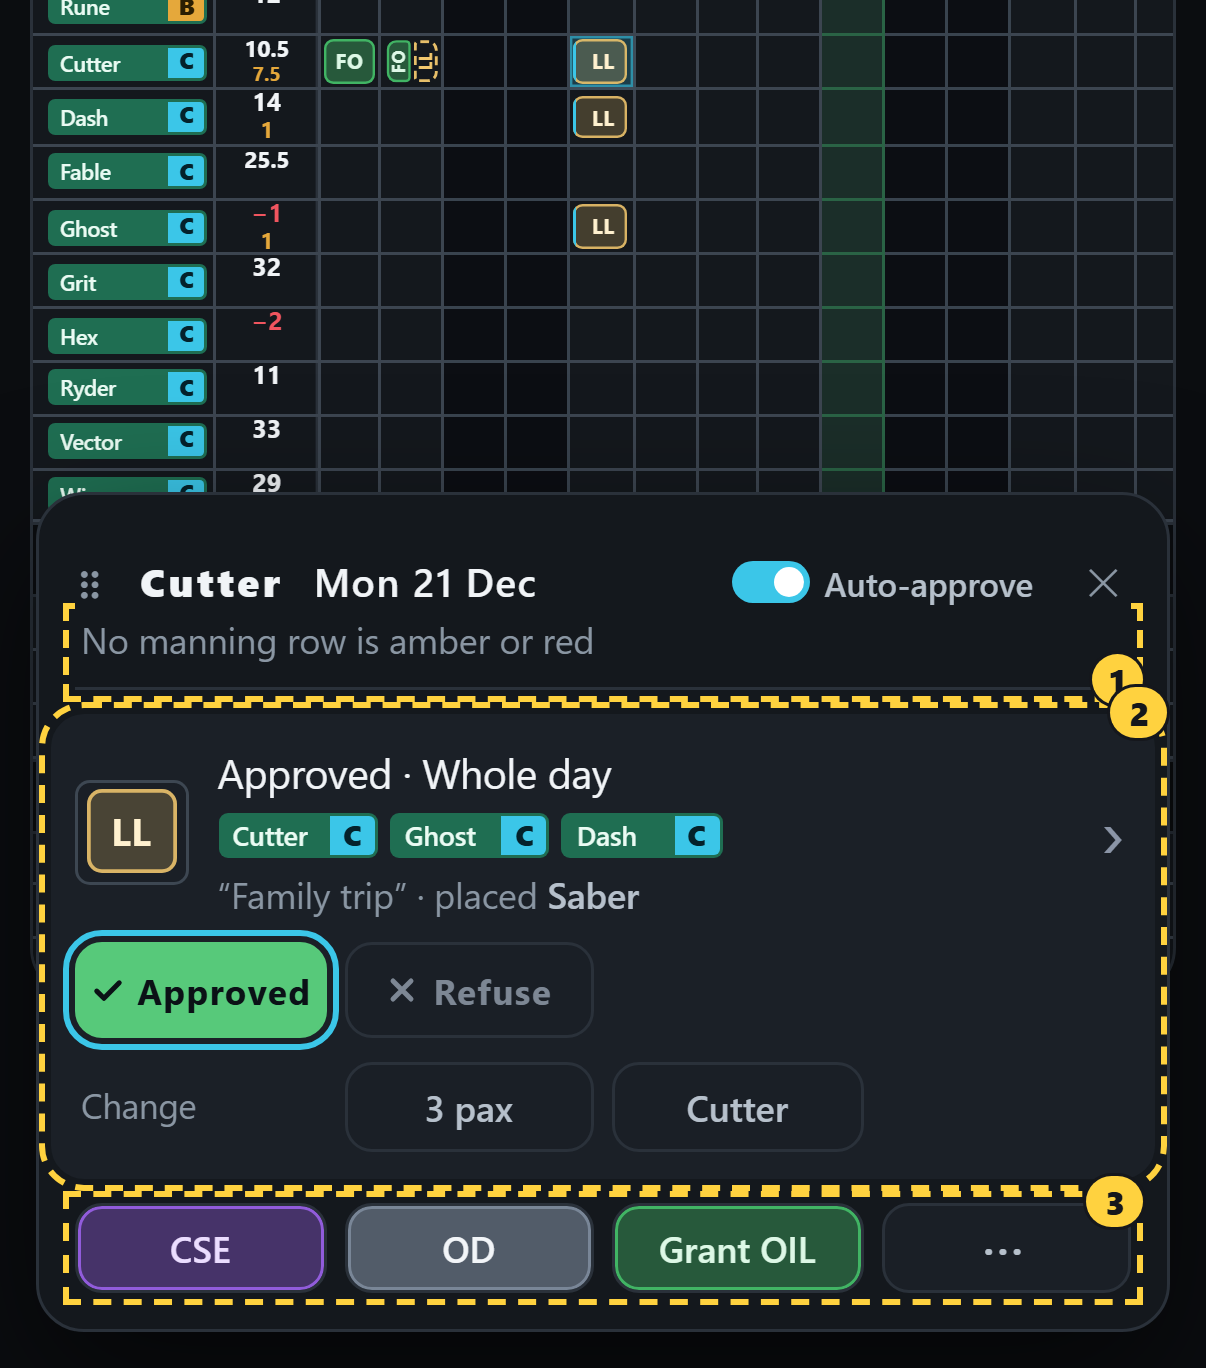 Rune B 12
Cutter C 10.5 FO FO LL LL
7.5
Dash C 14 LL
1
Fable C 25.5
Ghost C −1 LL
1
Grit C 32
Hex C −2
Ryder C 11
Vector C 33
C 29
Cutter Mon 21 Dec Auto-approve
No manning row is amber or red
1
2
Approved · Whole day
LL Cutter C Ghost C Dash C
“Family trip” · placed Saber
Approved Refuse
Change 3 pax Cutter
3
CSE OD Grant OIL ...